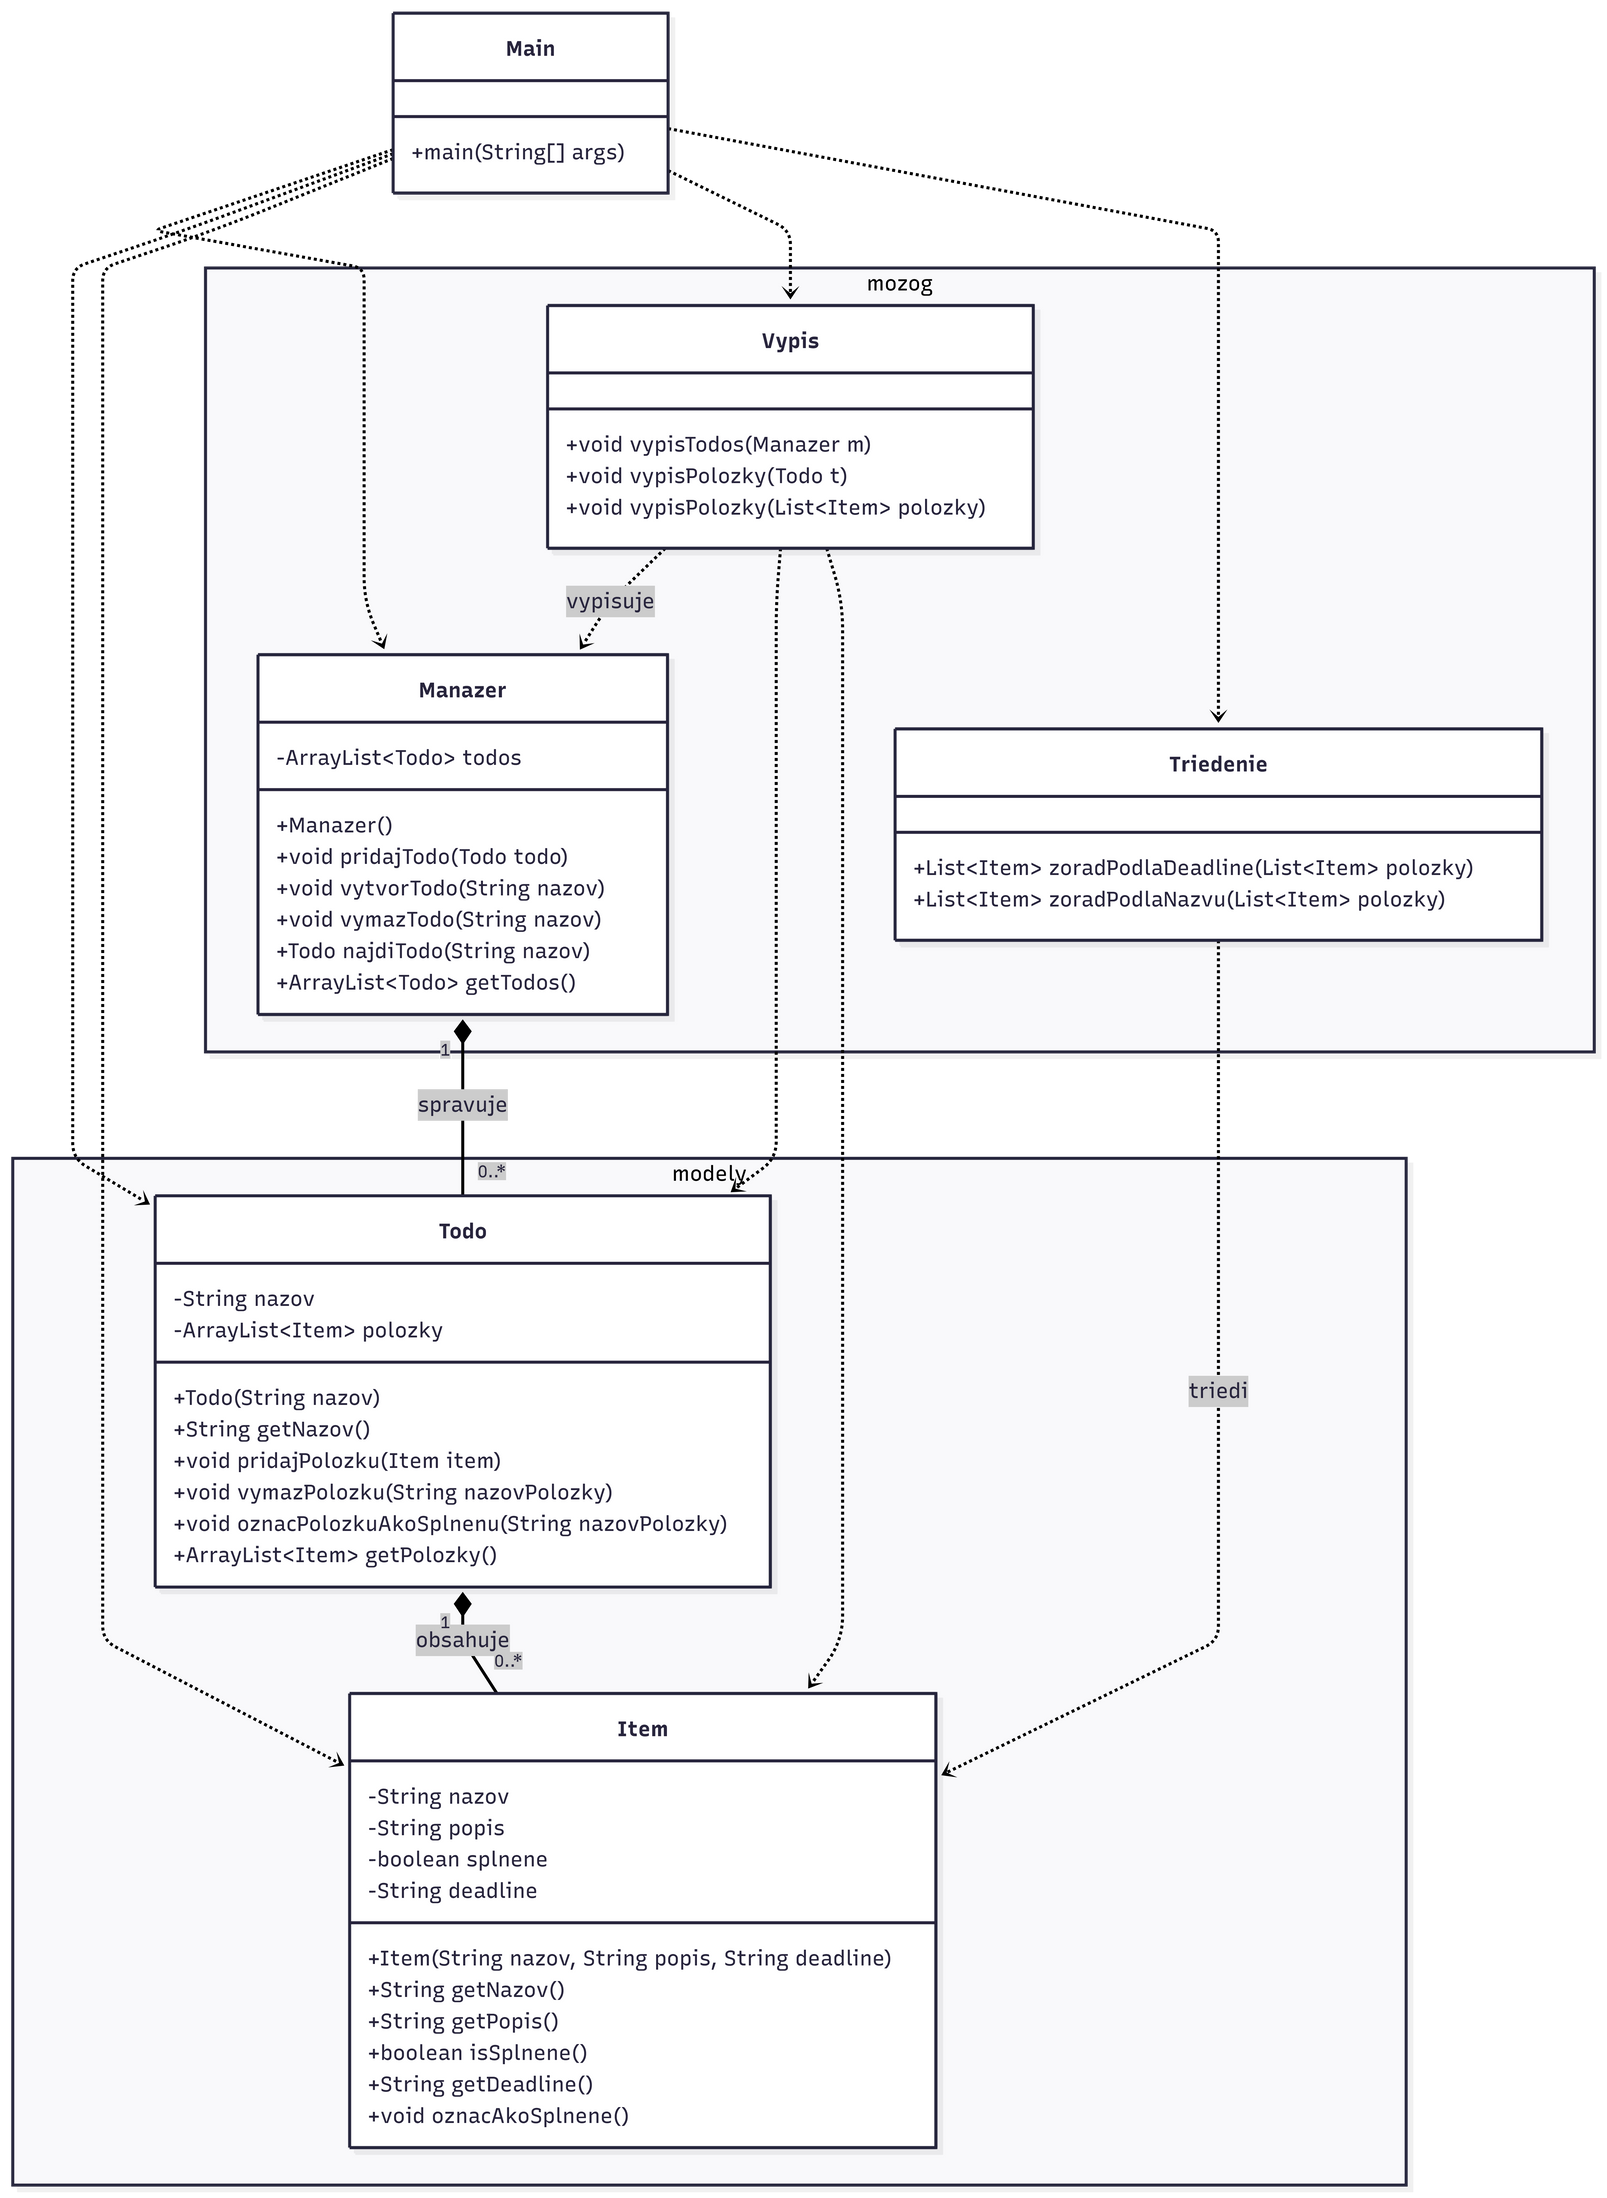 Main
+main(String[] args)
mozog
Vypis
+void vypisTodos(Manazer m)
+void vypisPolozky(Todo t)
+void vypisPolozky(List<Item> polozky)
vypisuje
Manazer
-ArrayList<Todo> todos
+Manazer()
+void pridajTodo(Todo todo)
+void vytvorTodo(String nazov)
+void vymazTodo(String nazov)
+Todo najdiTodo(String nazov)
+ArrayList<Todo> getTodos()
Triedenie
+List<Item> zoradPodlaDeadline(List<Item> polozky)
+List<Item> zoradPodlaNazvu(List<Item> polozky)
1
spravuje
0..*
modely
Todo
-String nazov
-ArrayList<Item> polozky
+Todo(String nazov)
+String getNazov()
+void pridajPolozku(Item item)
+void vymazPolozku(String nazovPolozky)
+void oznacPolozkuAkoSplnenu(String nazovPolozky)
+ArrayList<Item> getPolozky()
triedi
1
obsahuje
0..*
Item
-String nazov
-String popis
-boolean splnene
-String deadline
+Item(String nazov, String popis, String deadline)
+String getNazov()
+String getPopis()
+boolean isSplnene()
+String getDeadline()
+void oznacAkoSplnene()